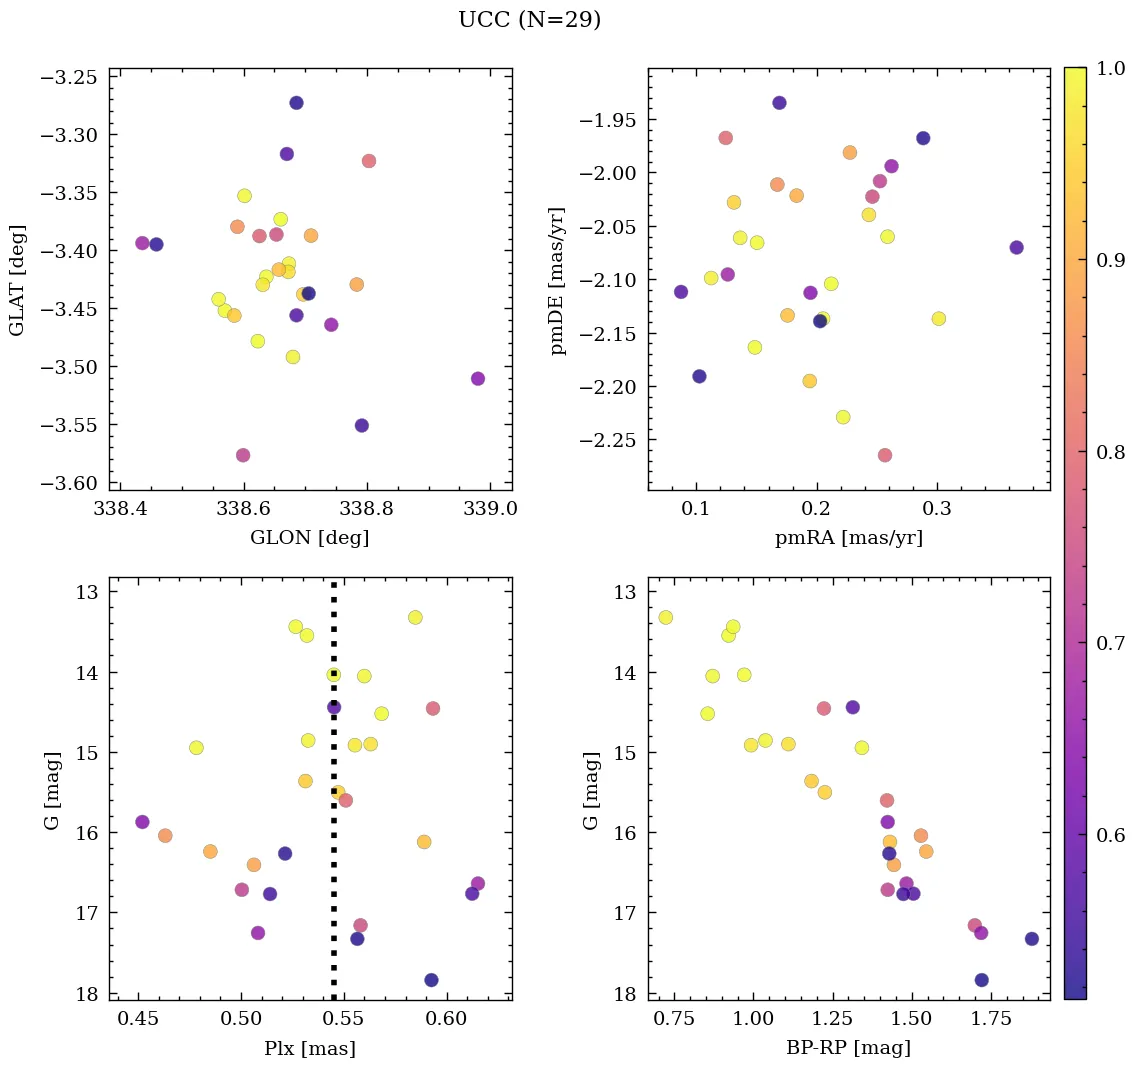 UCC (N=29)
−3.25
−3.30
−3.35
−3.40
−3.45
−3.50
−3.55
−3.60
GLAT [deg]
338.4 338.6 338.8 339.0
GLON [deg]
−1.95
−2.00
−2.05
−2.10
−2.15
−2.20
−2.25
pmDE [mas/yr]
0.1 0.2 0.3
pmRA [mas/yr]
13
14
15
16
17
18
G [mag]
0.45 0.50 0.55 0.60
Plx [mas]
13
14
15
16
17
18
G [mag]
0.75 1.00 1.25 1.50 1.75
BP-RP [mag]
1.0
0.9
0.8
0.7
0.6